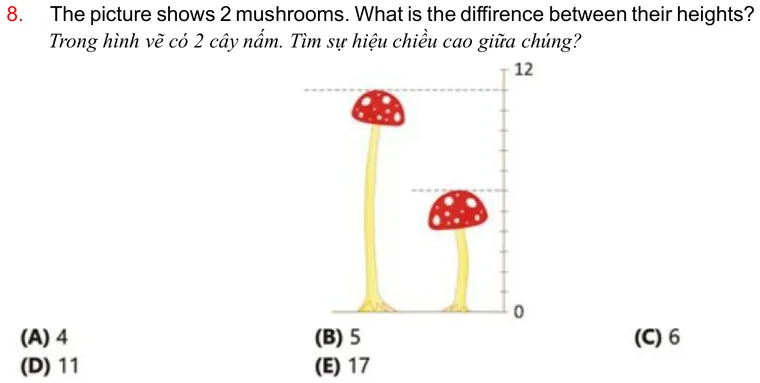 8. The picture shows 2 mushrooms. What is the diffirence between their heights?
Trong hình vẽ có 2 cây nấm. Tìm sự hiệu chiều cao giữa chúng?
12
0
(A) 4 (B) 5 (C) 6
(D) 11 (E) 17